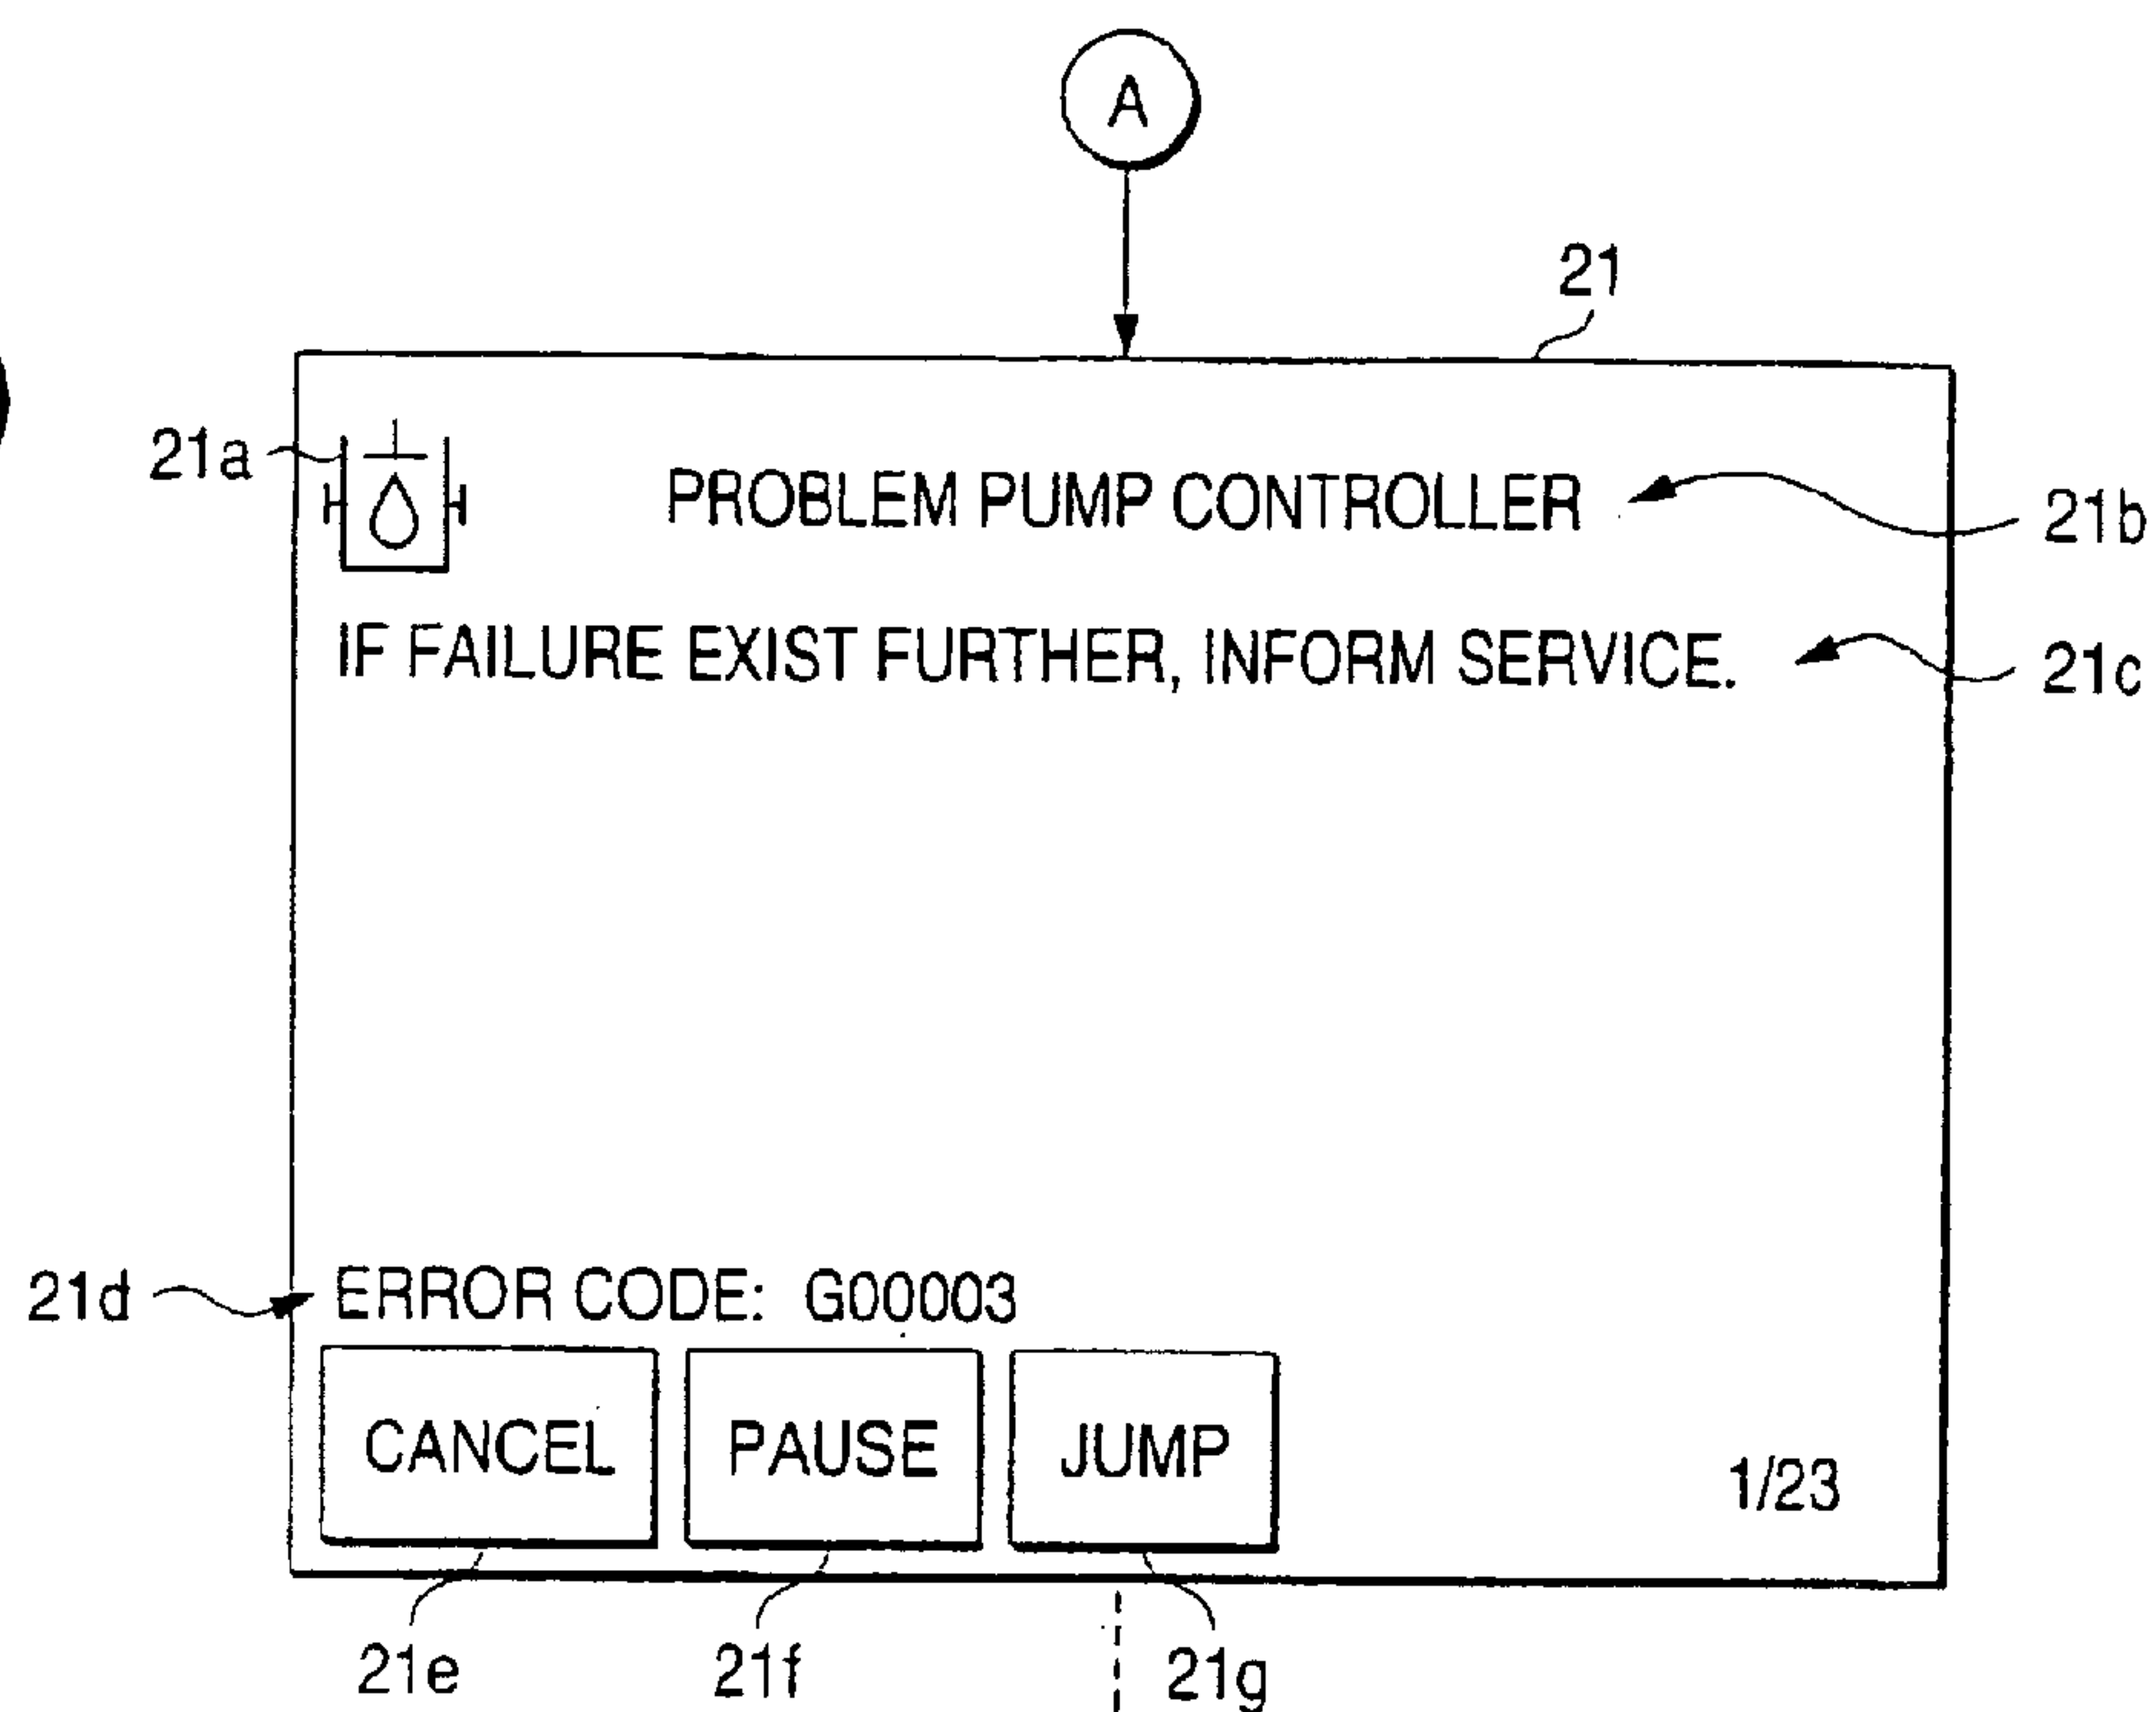 A
21
21a
PROBLEM PUMP CONTROLLER
21b
IF FAILURE EXIST FURTHER, INFORM SERVICE.
21c
21d
ERROR CODE: G00003
CANCEL
PAUSE
JUMP
1/23
21e
21f
21g